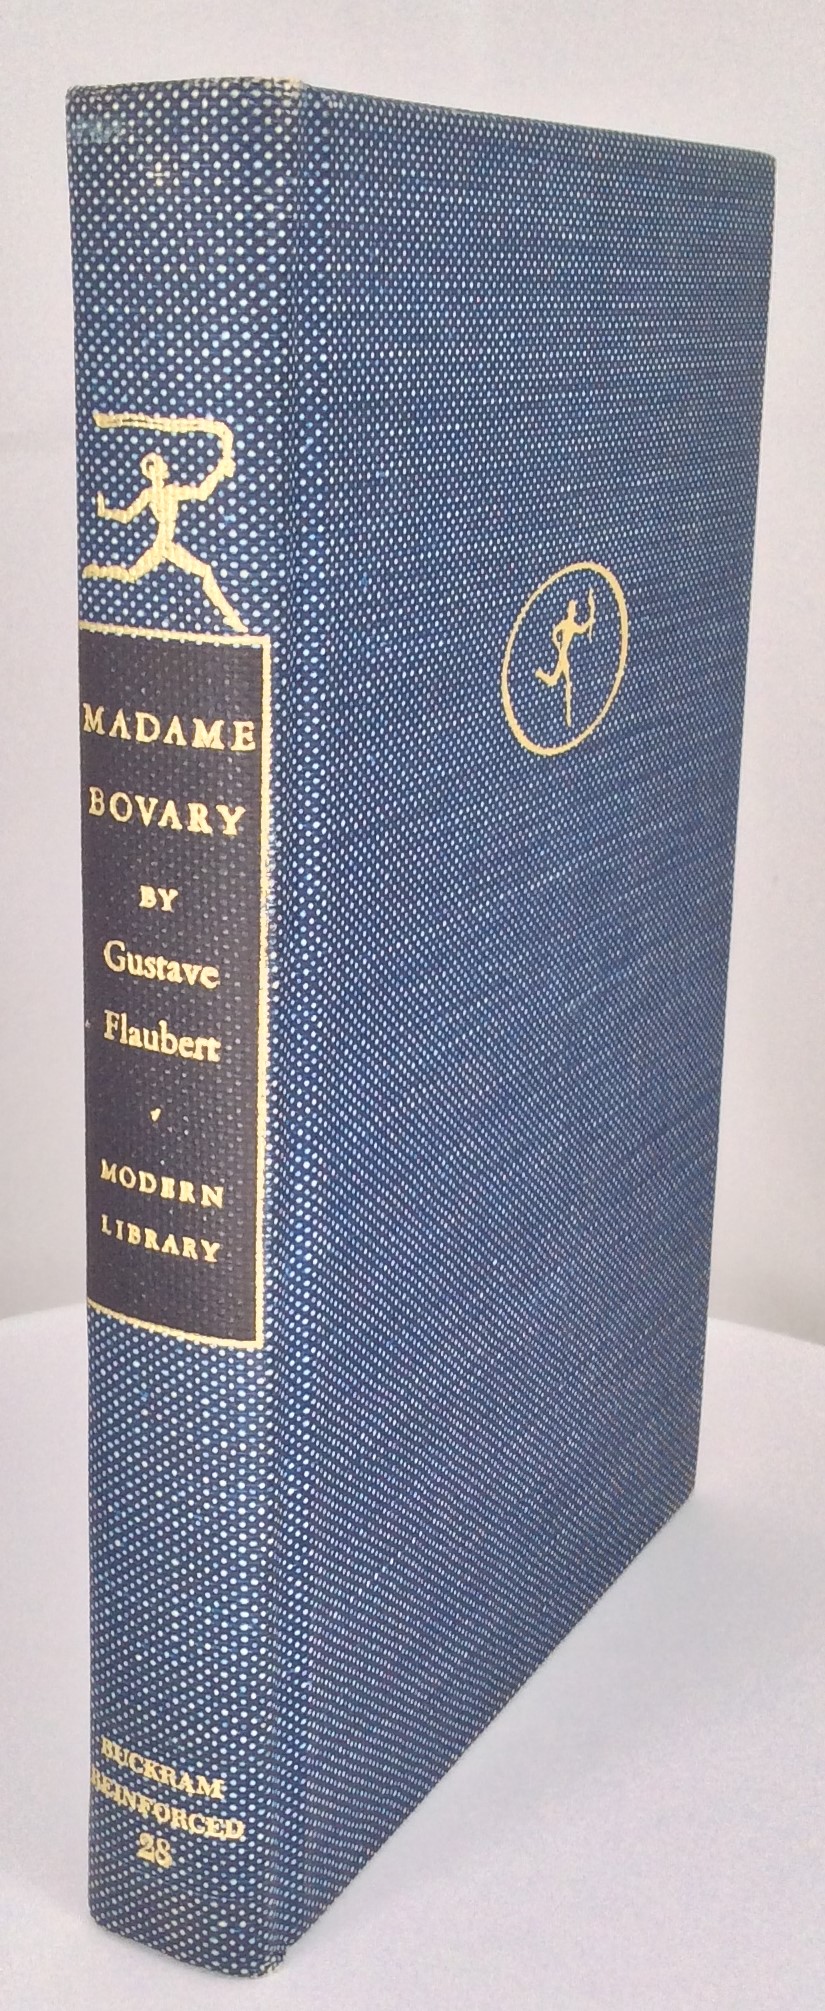 MADAME
BOVARY
BY
Gustave
Flaubert
MODERN
LIBRARY
BUCKRAM
REINFORCED
28